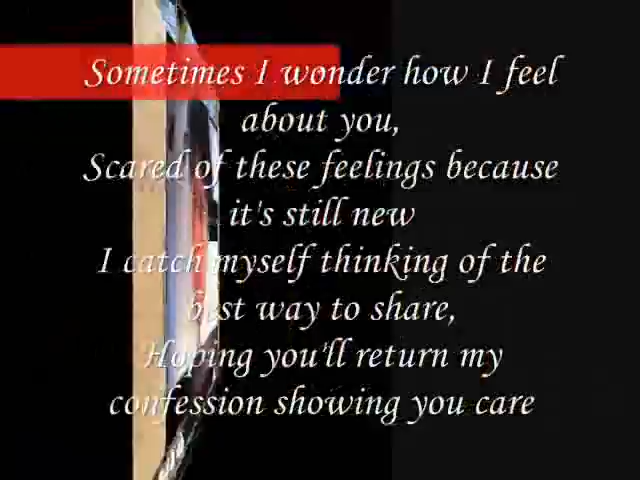 Sometimes I wonder how I feel
about you,
Scared of these feelings because
it's still new
I catch myself thinking of the
best way to share,
Hoping you'll return my
confession showing you care